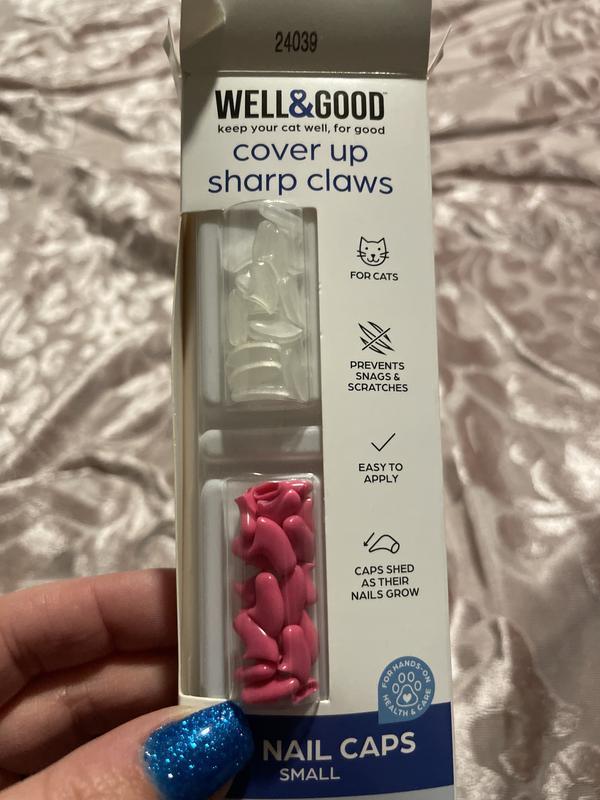 24039
WELL&GOOD™
keep your cat well, for good
cover up
sharp claws
FOR CATS
PREVENTS
SNAGS &
SCRATCHES
EASY TO
APPLY
CAPS SHED
AS THEIR
NAILS GROW
FOR HANDS-ON
HEALTH & CARE
NAIL CAPS
SMALL